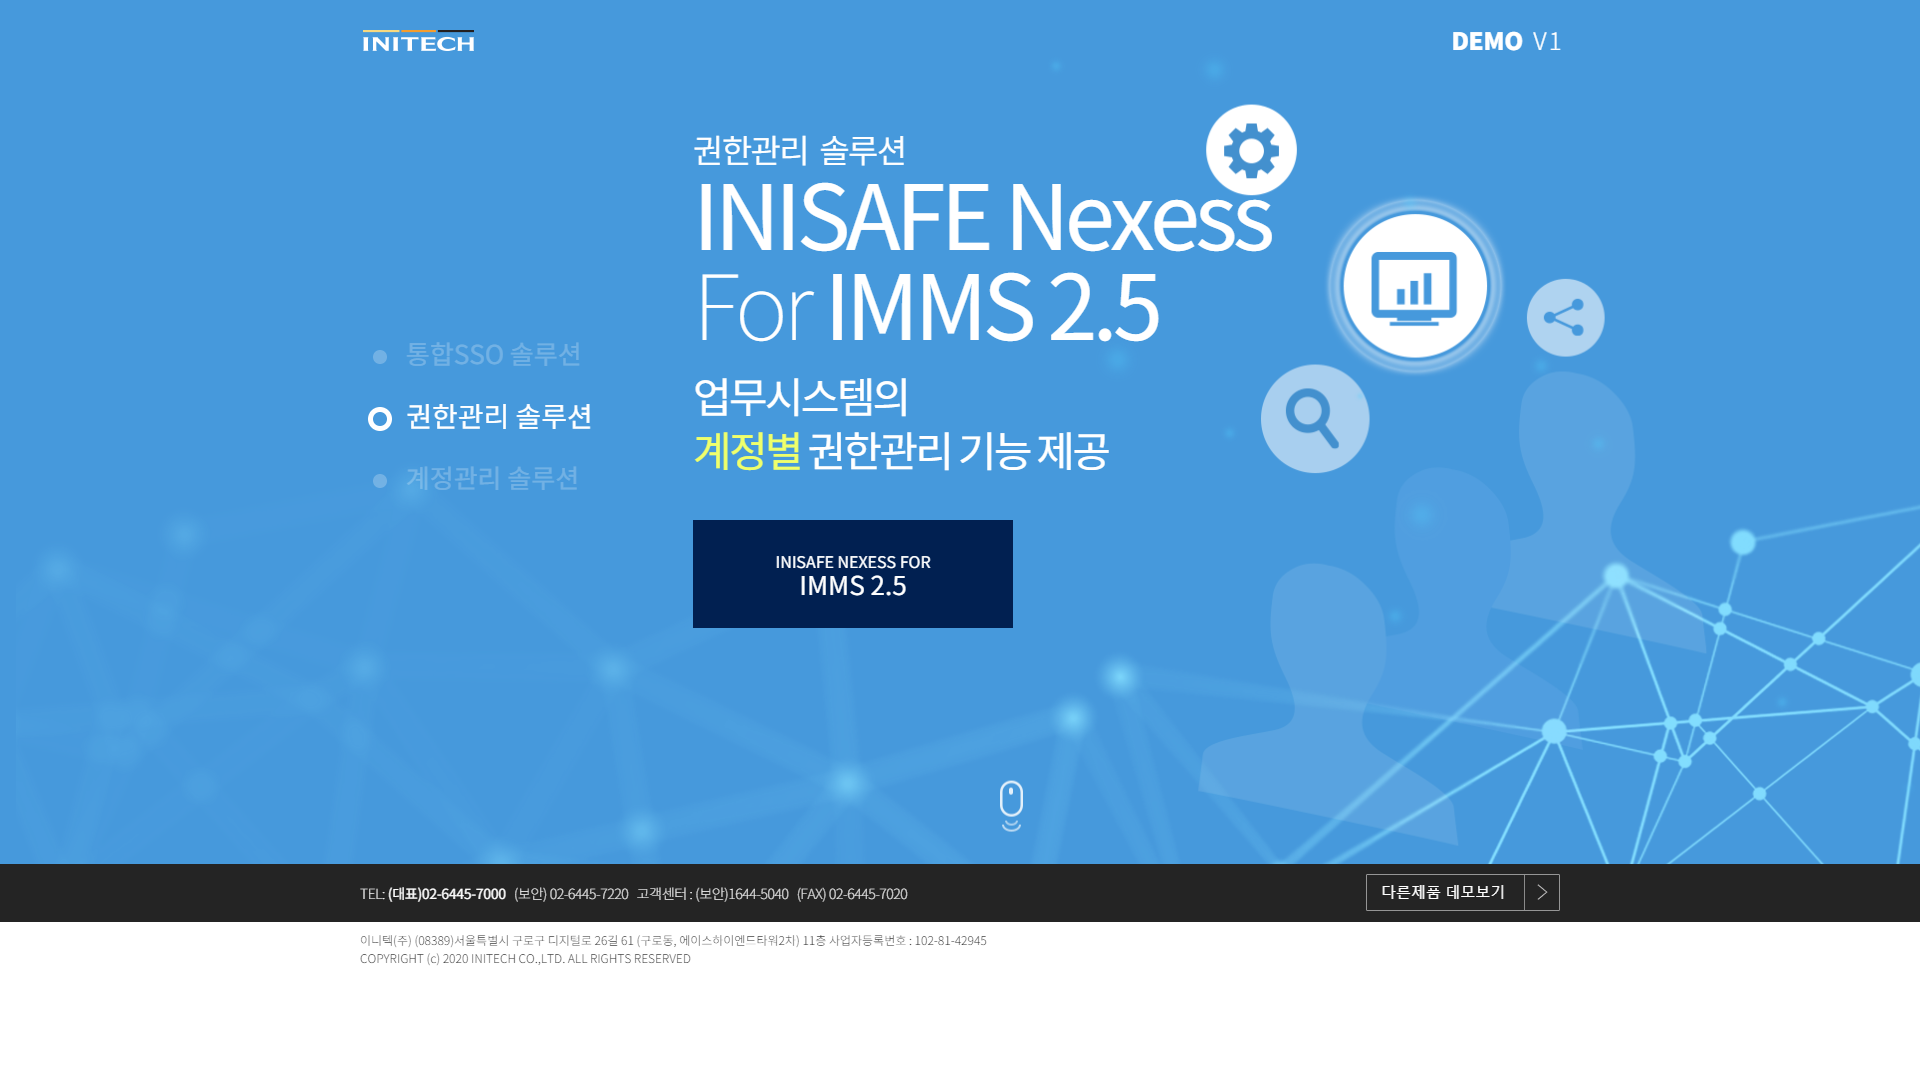 INITECH
DEMO V1
권한관리 솔루션
INISAFE Nexess
For IMMS 2.5
통합SSO 솔루션
권한관리 솔루션
계정관리 솔루션
업무시스템의
계정별 권한관리 기능 제공
INISAFE NEXESS FOR
IMMS 2.5
TEL: (대표)02-6445-7000 (보안) 02-6445-7220 고객센터 : (보안)1644-5040 (FAX) 02-6445-7020
다른제품 데모보기
이니텍(주) (08389)서울특별시 구로구 디지털로 26길 61 (구로동, 에이스하이엔드타워2차) 11층 사업자등록번호 : 102-81-42945
COPYRIGHT (c) 2020 INITECH CO.,LTD. ALL RIGHTS RESERVED